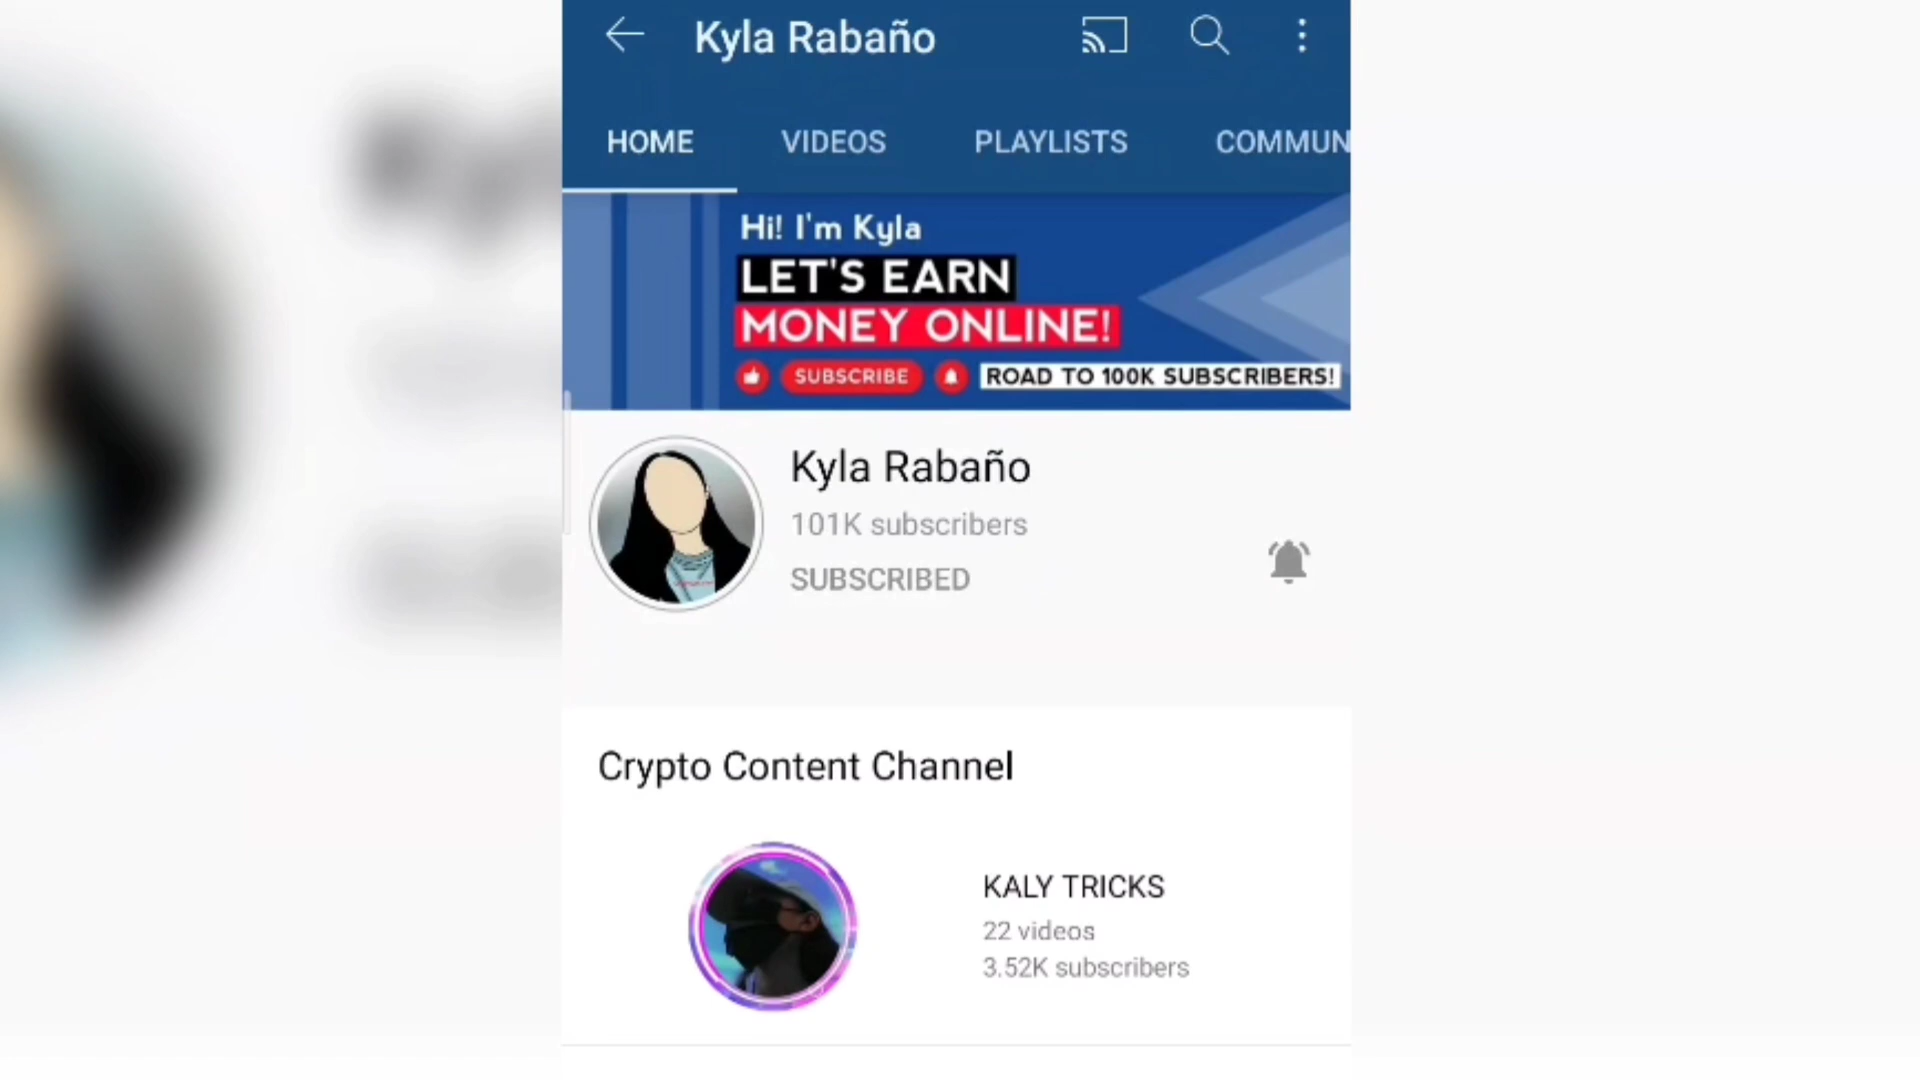 Kyla Rabaño
HOME VIDEOS PLAYLISTS COMMUN
Hi! I'm Kyla
LET'S EARN
MONEY ONLINE!
SUBSCRIBE ROAD TO 100K SUBSCRIBERS!
Kyla Rabaño
101K subscribers
SUBSCRIBED
Crypto Content Channel
KALY TRICKS
22 videos
3.52K subscribers